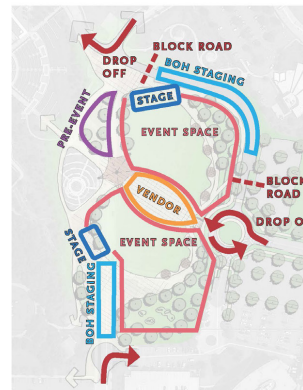 BLOCK ROAD
DROP
OFF
BOH STAGING
STAGE
PRE-EVENT
EVENT SPACE
BLOCK
ROAD
VENDOR
DROP O
STAGE
EVENT SPACE
BOH STAGING